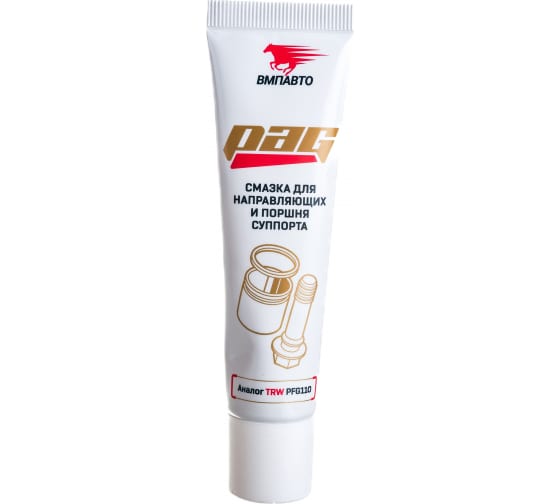 ВМПАВТО
PAG
СМАЗКА ДЛЯ
НАПРАВЛЯЮЩИХ
И ПОРШНЯ
СУППОРТА
Аналог TRW PFG110